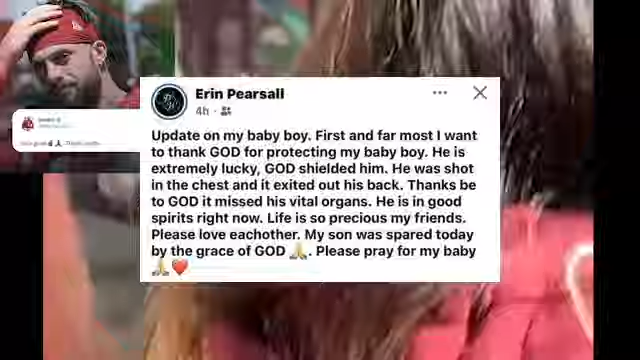 Erin Pearsall
4h
Update on my baby boy. First and far most I want
to thank GOD for protecting my baby boy. He is
extremely lucky, GOD shielded him. He was shot
in the chest and it exited out his back. Thanks be
to GOD it missed his vital organs. He is in good
spirits right now. Life is so precious my friends.
Please love eachother. My son was spared today
by the grace of GOD 🙏. Please pray for my baby
🙏❤️